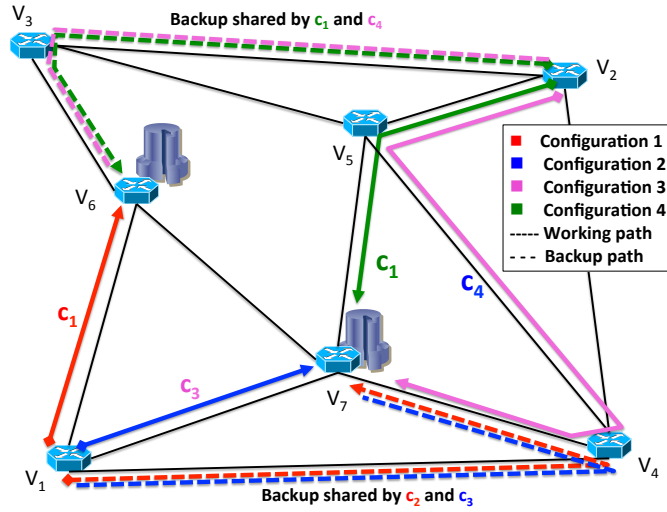 Backup shared by c1 and c4
V3
V2
V5
V6
Configuration 1
Configuration 2
Configuration 3
Configuration 4
Working path
Backup path
c1
c4
c1
c3
V7
V1
V4
Backup shared by c2 and c3